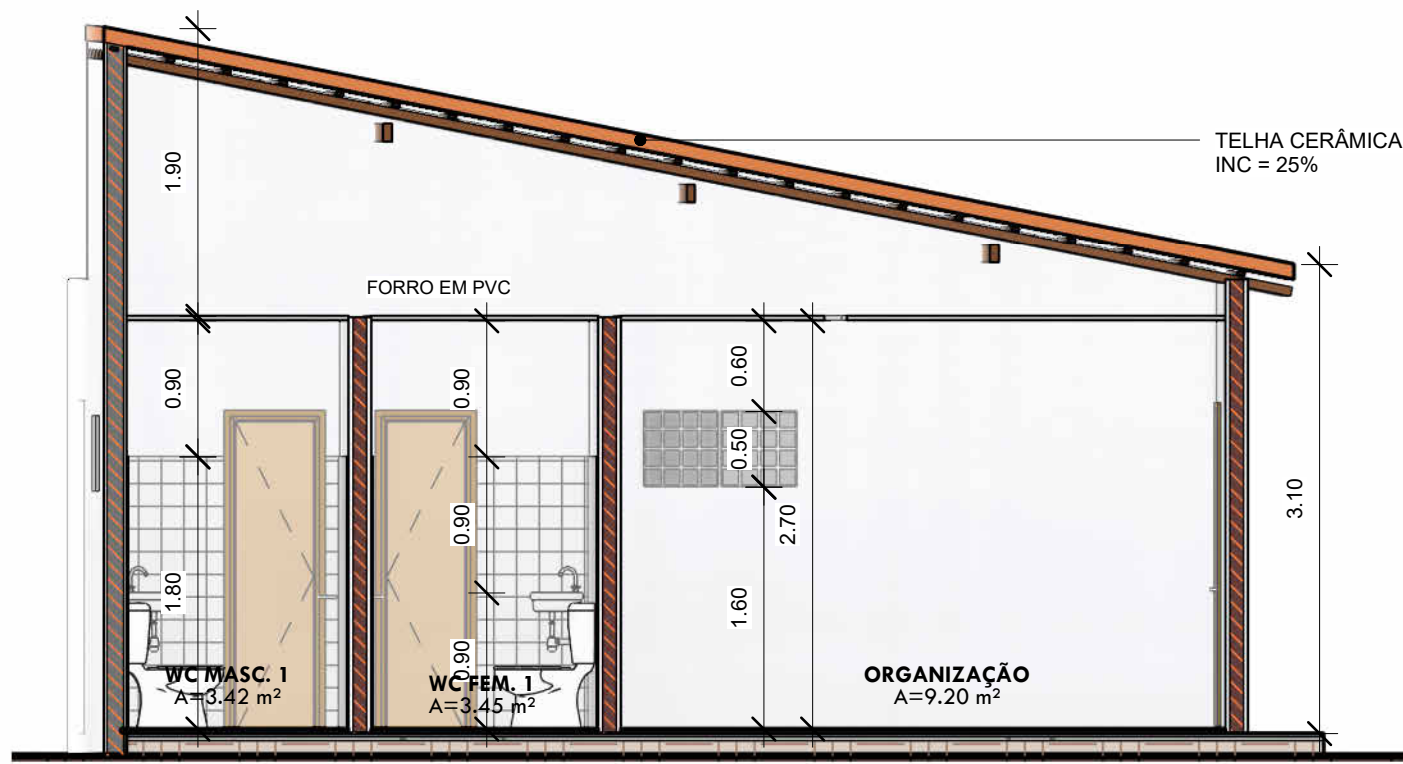 TELHA CERÂMICA
INC = 25%
1.90
FORRO EM PVC
0.90
0.90
0.60
0.50
0.90
2.70
3.10
1.80
1.60
0.90
WC MASC. 1
A=3.42 m²
WC FEM. 1
A=3.45 m²
ORGANIZAÇÃO
A=9.20 m²